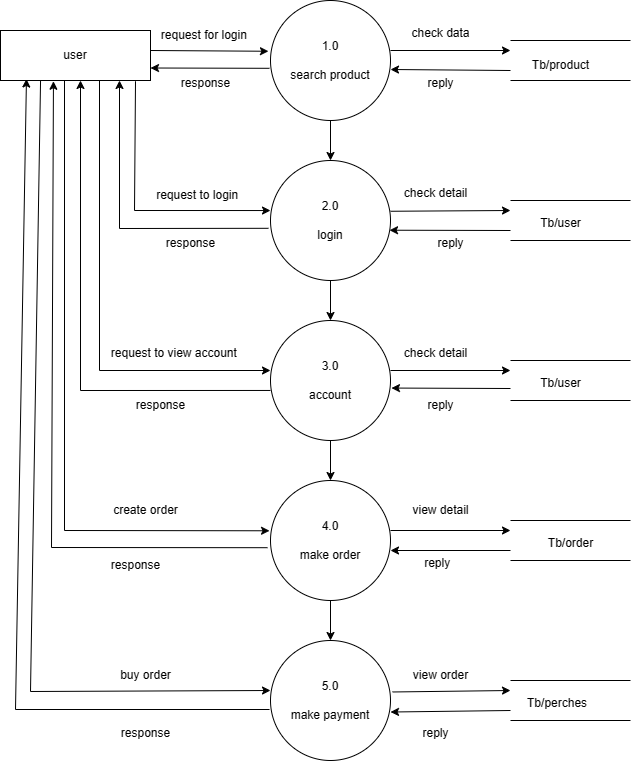 request for login
1.0
check data
user
search product
Tb/product
response
reply
request to login
2.0
check detail
login
Tb/user
response
reply
request to view account
3.0
check detail
account
Tb/user
response
reply
create order
4.0
view detail
make order
Tb/order
response
reply
buy order
5.0
view order
make payment
Tb/perches
response
reply